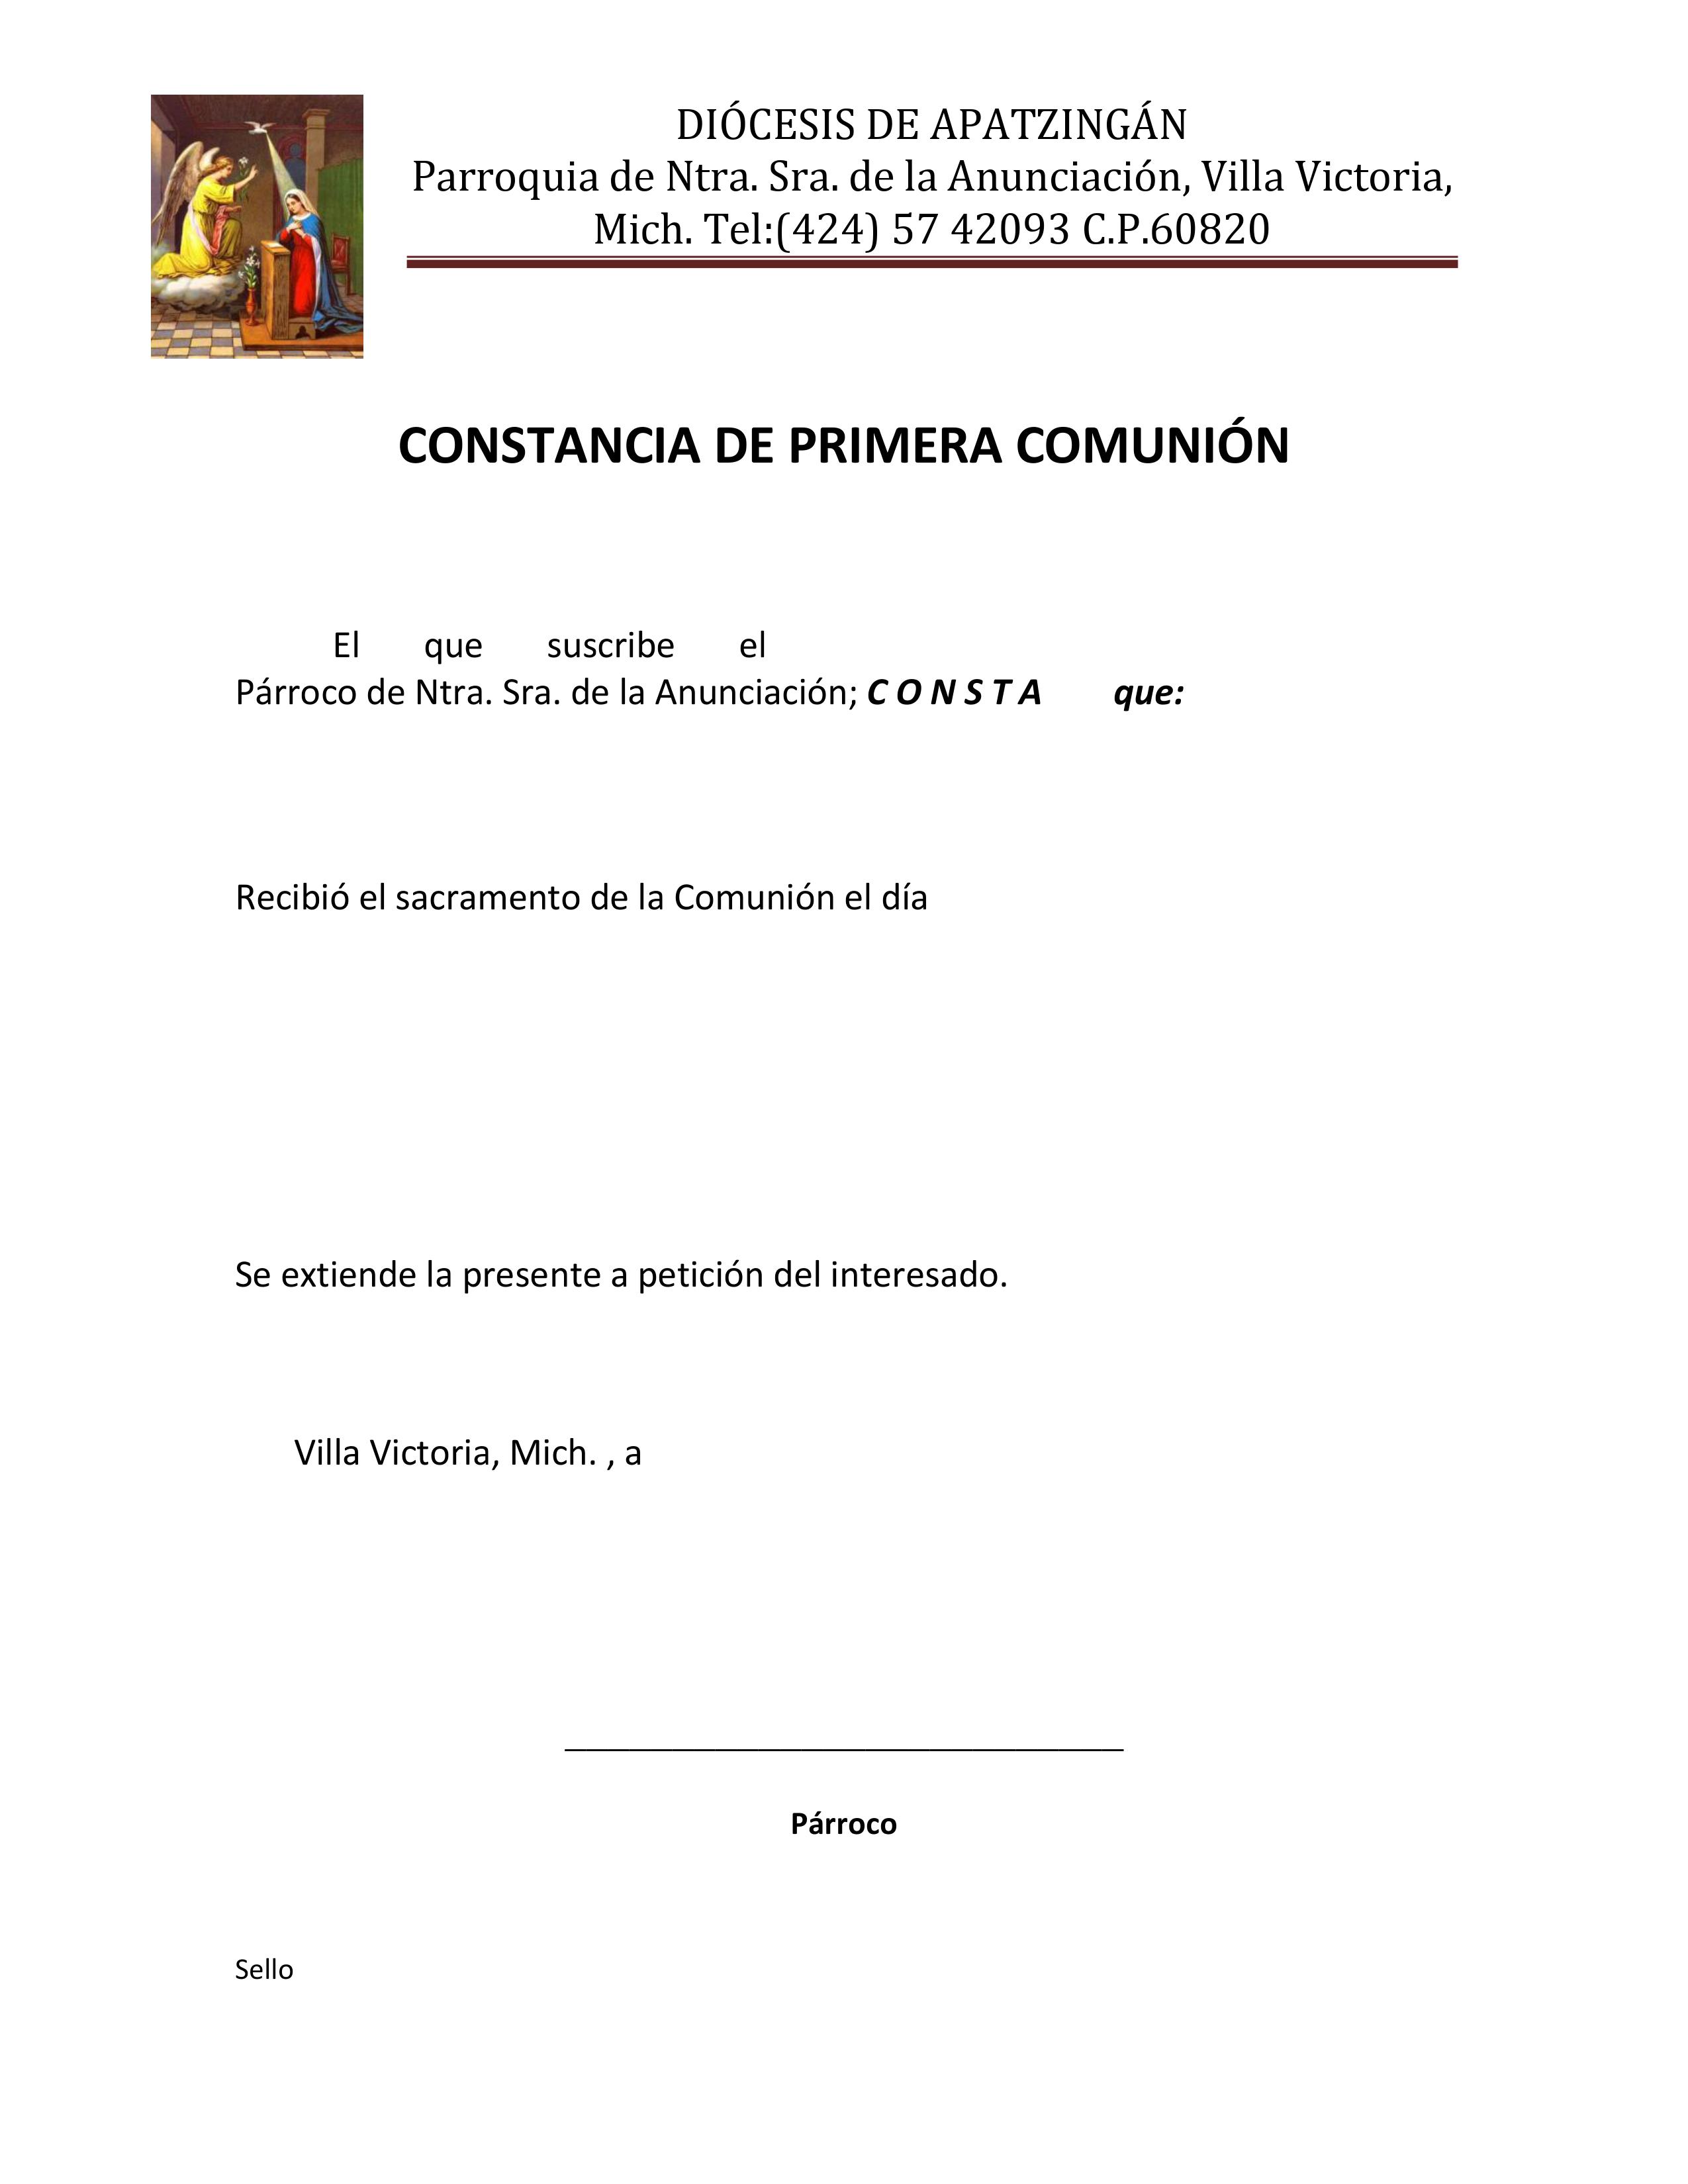 DIÓCESIS DE APATZINGÁN
Parroquia de Ntra. Sra. de la Anunciación, Villa Victoria,
Mich. Tel:(424) 57 42093 C.P.60820
CONSTANCIA DE PRIMERA COMUNIÓN
El que suscribe el
Párroco de Ntra. Sra. de la Anunciación; C O N S T A que:
Recibió el sacramento de la Comunión el día
Se extiende la presente a petición del interesado.
Villa Victoria, Mich. , a
Párroco
Sello